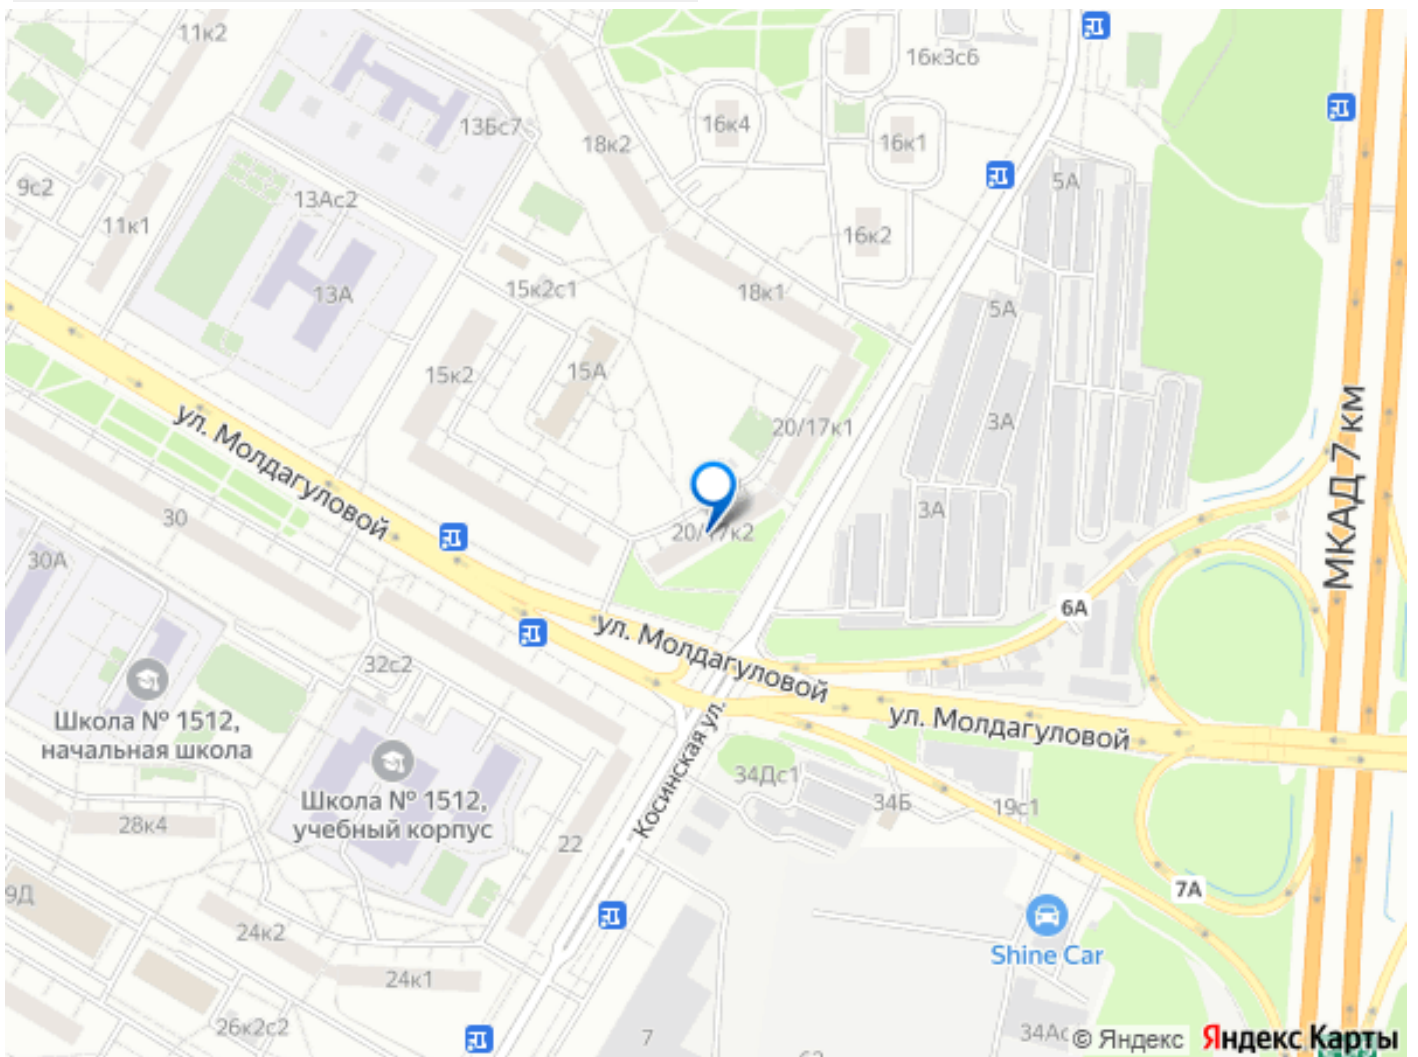 11к2
16к3с6
13Бс7
16к4
18к2
16к1
5А
9с2
13Ас2
11к1
16к2
15к2с1
18к1
13А
5А
15к2
15А
ул. Молдагуловой
20/17к1
3А
МКАД 7 км
30
3А
20/17к2
30А
6А
ул. Молдагуловой
32с2
Школа № 1512,
начальная школа
ул. Молдагуловой
Косинская ул.
34Дс1
Школа № 1512,
учебный корпус
34Б
19с1
28к4
22
7А
9Д
24к2
Shine Car
24к1
26к2с2
7
34Ас
© Яндекс
Яндекс Карты